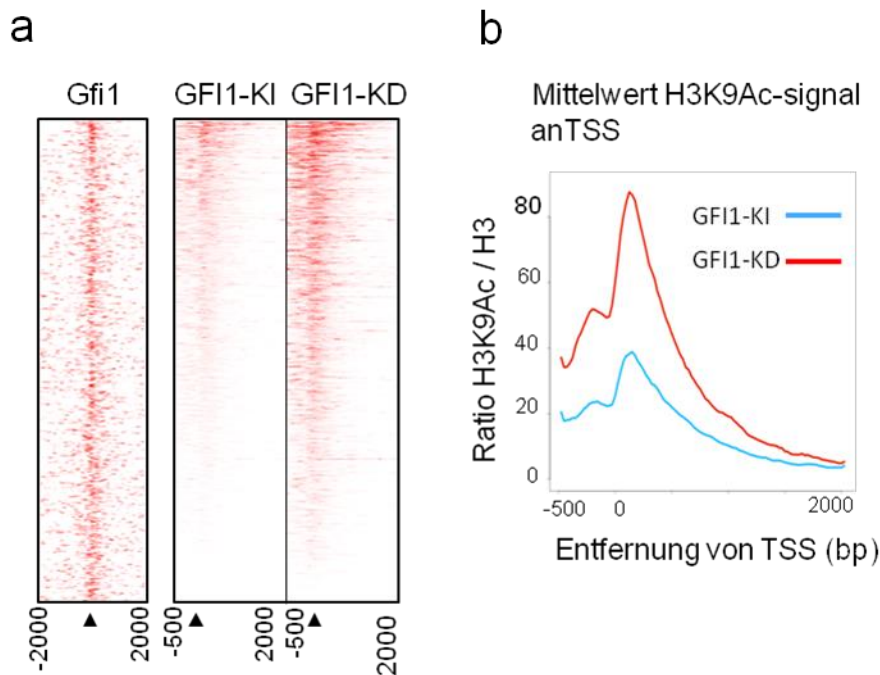 a
Gfi1
GFI1-KI
GFI1-KD
-2000
2000
-500
2000
-500
2000
b
Mittelwert H3K9Ac-signal
anTSS
Ratio H3K9Ac / H3
80
60
40
20
0
GFI1-KI
GFI1-KD
-500
0
2000
Entfernung von TSS (bp)